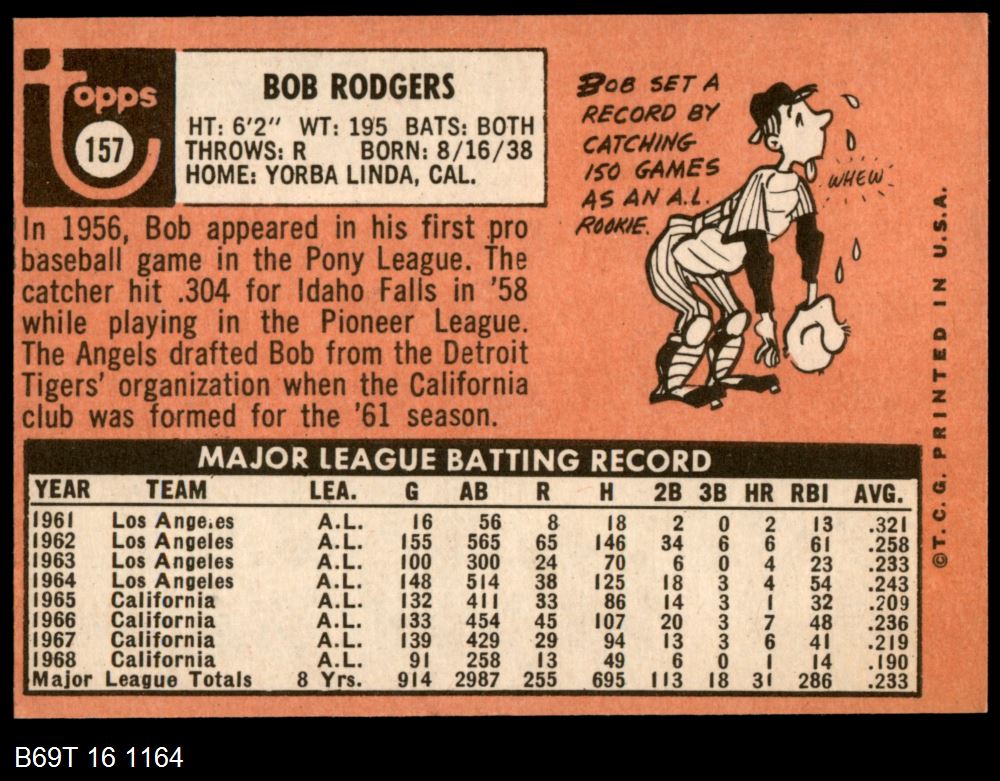 topps
157
BOB RODGERS
HT: 6'2" WT: 195 BATS: BOTH
THROWS: R BORN: 8/16/38
HOME: YORBA LINDA, CAL.
In 1956, Bob appeared in his first pro
baseball game in the Pony League. The
catcher hit .304 for Idaho Falls in '58
while playing in the Pioneer League.
The Angels drafted Bob from the Detroit
Tigers' organization when the California
club was formed for the '61 season.
BOB SET A
RECORD BY
CATCHING
150 GAMES
AS AN A.L.
ROOKIE.
WHEW
©T. C. G. PRINTED IN U.S.A.
MAJOR LEAGUE BATTING RECORD
YEAR TEAM LEA. G AB R H 2B 3B HR RBI AVG.
1961 Los Angeles A.L. 16 56 8 18 2 0 2 13 .321
1962 Los Angeles A.L. 155 565 65 146 34 6 6 61 .258
1963 Los Angeles A.L. 100 300 24 70 6 0 4 23 .233
1964 Los Angeles A.L. 148 514 38 125 18 3 4 54 .243
1965 California A.L. 132 411 33 86 14 3 1 32 .209
1966 California A.L. 133 454 45 107 20 3 7 48 .236
1967 California A.L. 139 429 29 94 13 3 6 41 .219
1968 California A.L. 91 258 13 49 6 0 1 14 .190
Major League Totals 8 Yrs. 914 2987 255 695 113 18 31 286 .233
B69T 16 1164